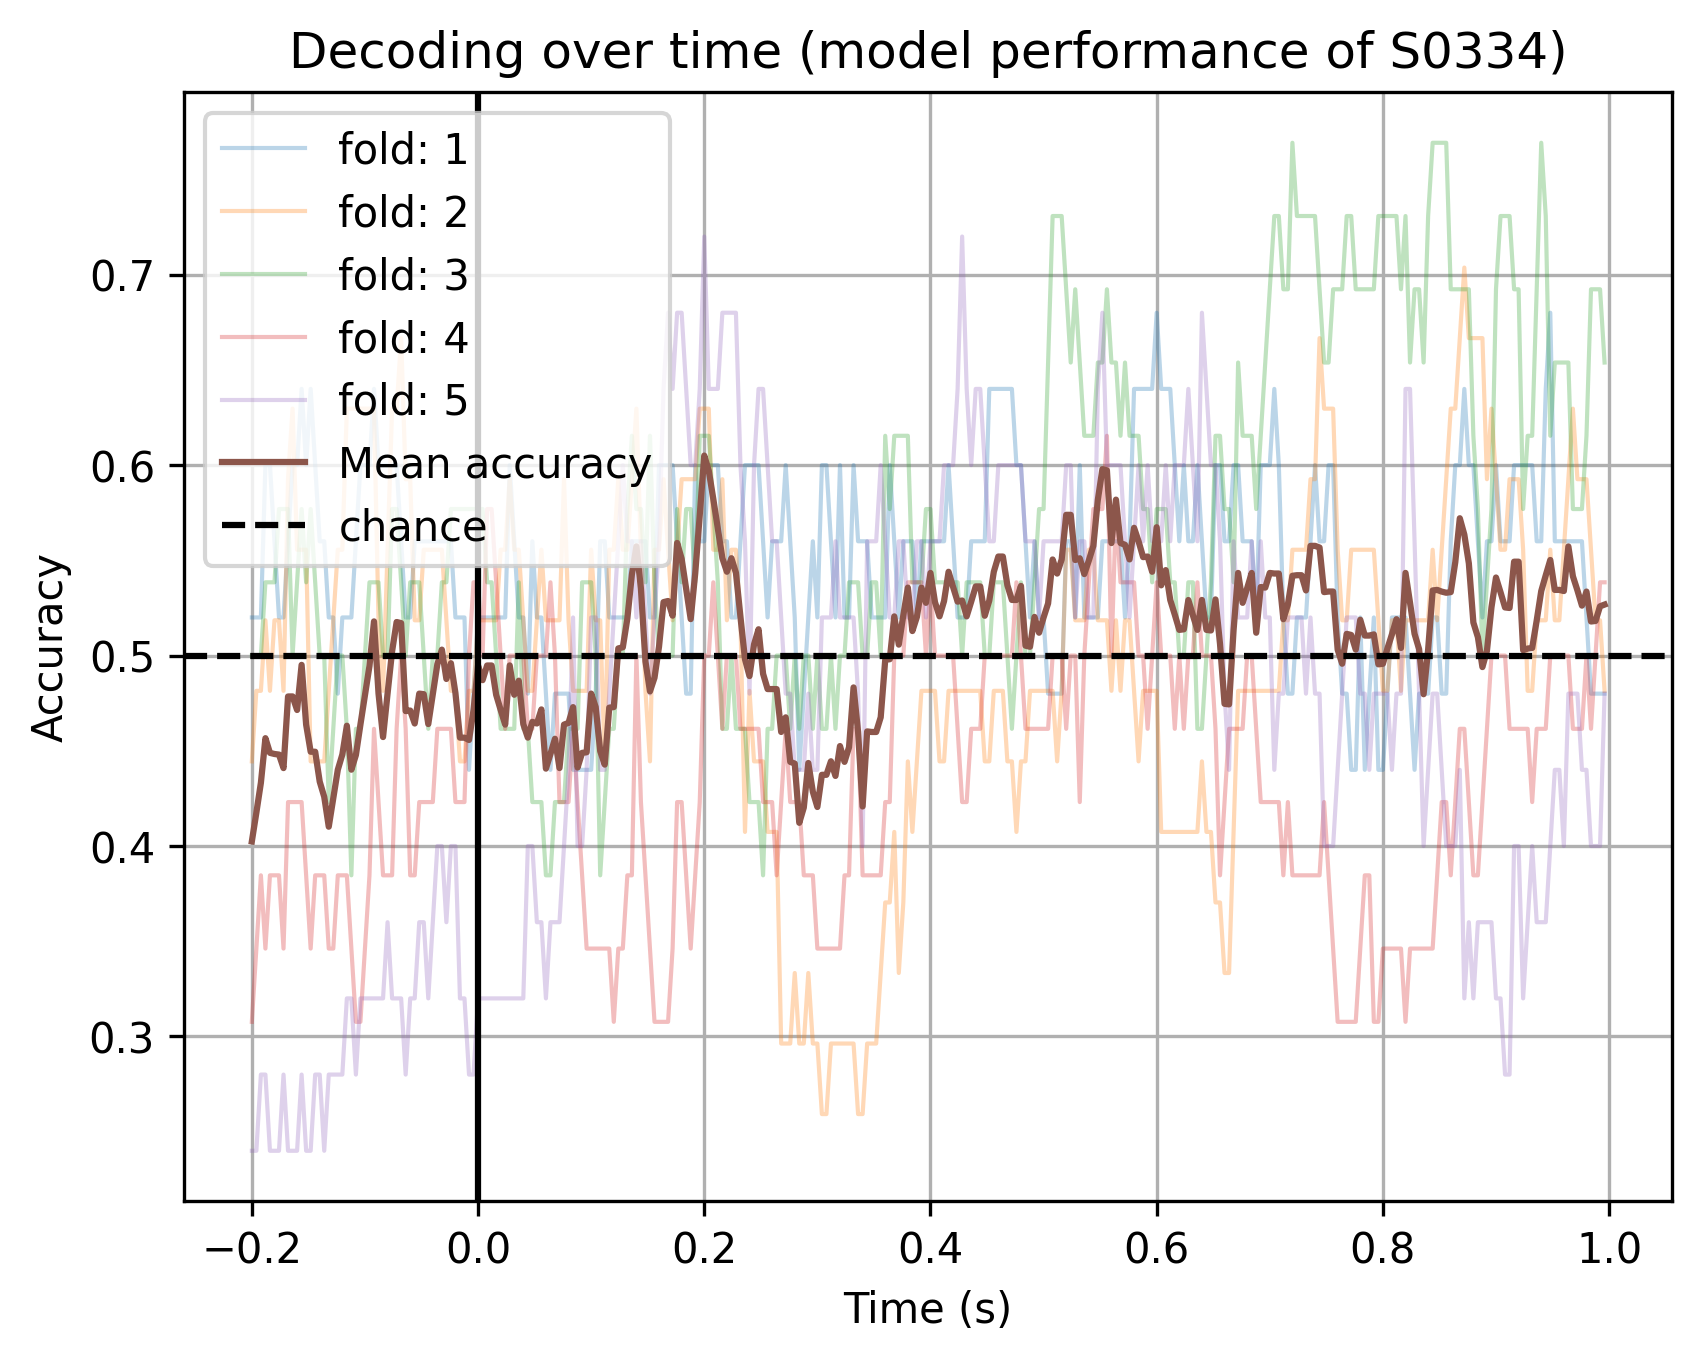 Decoding over time (model performance of S0334)
fold: 1
fold: 2
fold: 3
fold: 4
fold: 5
Mean accuracy
chance
0.7
0.6
0.5
0.4
0.3
Accuracy
−0.2
0.0
0.2
0.4
0.6
0.8
1.0
Time (s)